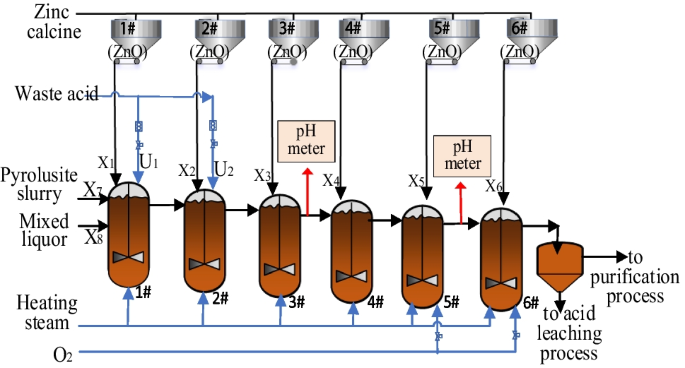 Zinc
calcine
1# 2# 3# 4# 5# 6#
(ZnO) (ZnO) (ZnO) (ZnO) (ZnO) (ZnO)
Waste acid
pH
meter
pH
meter
X1 U1 X2 U2 X3 X4 X5 X6
Pyrolusite
slurry
X7
Mixed
liquor
X8
to
purification
process
1# 2# 3# 4# 5# 6#
Heating
steam
to acid
leaching
process
O2